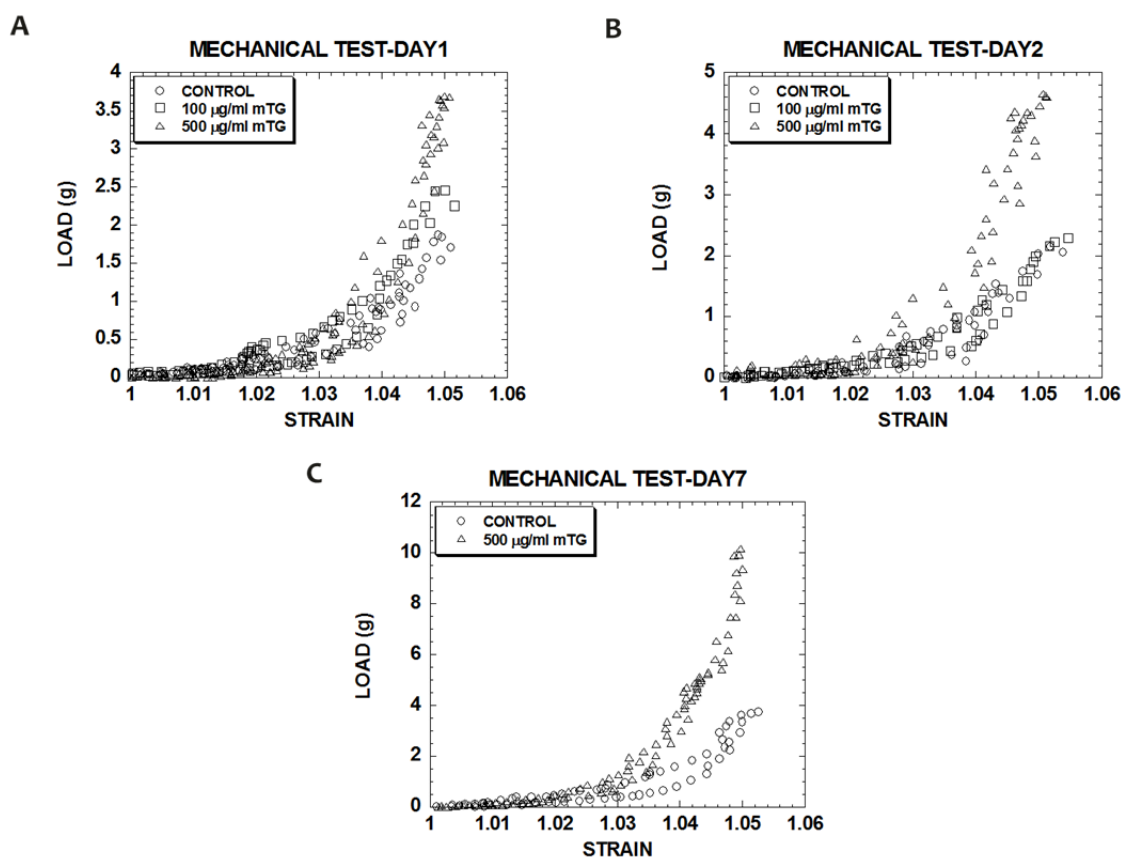 A
MECHANICAL TEST-DAY1
4
3.5
3
2.5
2
1.5
1
0.5
0
CONTROL
100 µg/ml mTG
500 µg/ml mTG
LOAD (g)
1 1.01 1.02 1.03 1.04 1.05 1.06
STRAIN
B
MECHANICAL TEST-DAY2
5
4
3
2
1
0
CONTROL
100 µg/ml mTG
500 µg/ml mTG
LOAD (g)
1 1.01 1.02 1.03 1.04 1.05 1.06
STRAIN
C
MECHANICAL TEST-DAY7
12
10
8
6
4
2
0
CONTROL
500 µg/ml mTG
LOAD (g)
1 1.01 1.02 1.03 1.04 1.05 1.06
STRAIN